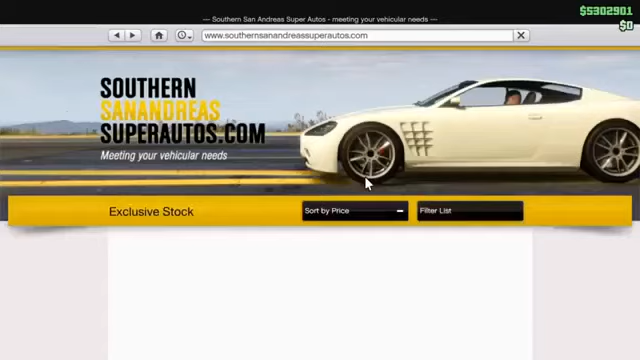 --- Southern San Andreas Super Autos - meeting your vehicular needs ---
$5302901
$0
www.southernsanandreassuperautos.com
SOUTHERN
SANANDREAS
SUPERAUTOS.COM
Meeting your vehicular needs
Exclusive Stock
Sort by Price
Filter List